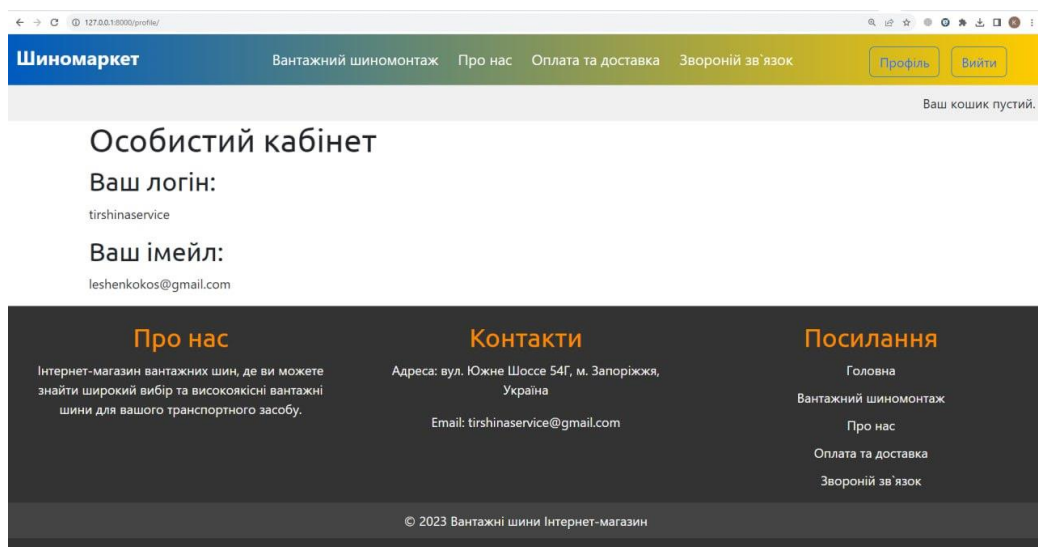 127.0.0.1:8000/profile/
Шиномаркет
Вантажний шиномонтаж Про нас Оплата та доставка Звороній зв`язок Профіль Вийти
Ваш кошик пустий.
Особистий кабінет
Ваш логін:
tirshinaservice
Ваш імейл:
leshenkokos@gmail.com
Про нас
Інтернет-магазин вантажних шин, де ви можете
знайти широкий вибір та високоякісні вантажні
шини для вашого транспортного засобу.
Контакти
Адреса: вул. Южне Шоссе 54Г, м. Запоріжжя,
Україна
Email: tirshinaservice@gmail.com
Посилання
Головна
Вантажний шиномонтаж
Про нас
Оплата та доставка
Звороній зв`язок
© 2023 Вантажні шини Інтернет-магазин